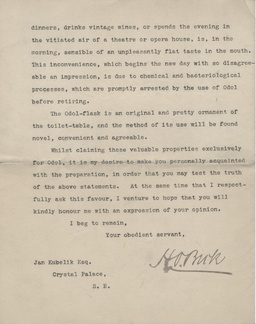 dinners, drinks vintage wines, or spends the evening in
the vitiated air of a theatre or opera house, is, in the
morning, sensible of an unpleasantly flat taste in the mouth.
This inconvenience, which begins the new day with so disagree-
able an impression, is due to chemical and bacteriological
processes, which are promptly arrested by the use of Odol
before retiring.
The Odol-flask is an original and pretty ornament of
the toilet-table, and the method of its use will be found
novel, convenient and agreeable.
Whilst claiming these valuable properties exclusively
for Odol, it is my desire to make you personally acquainted
with the preparation, in order that you may test the truth
of the above statements. At the same time that I respect-
fully ask this favour, I venture to hope that you will
kindly honour me with an expression of your opinion.
I beg to remain,
Your obedient servant,
Jan Kubelik Esq.
Crystal Palace,
S. E.